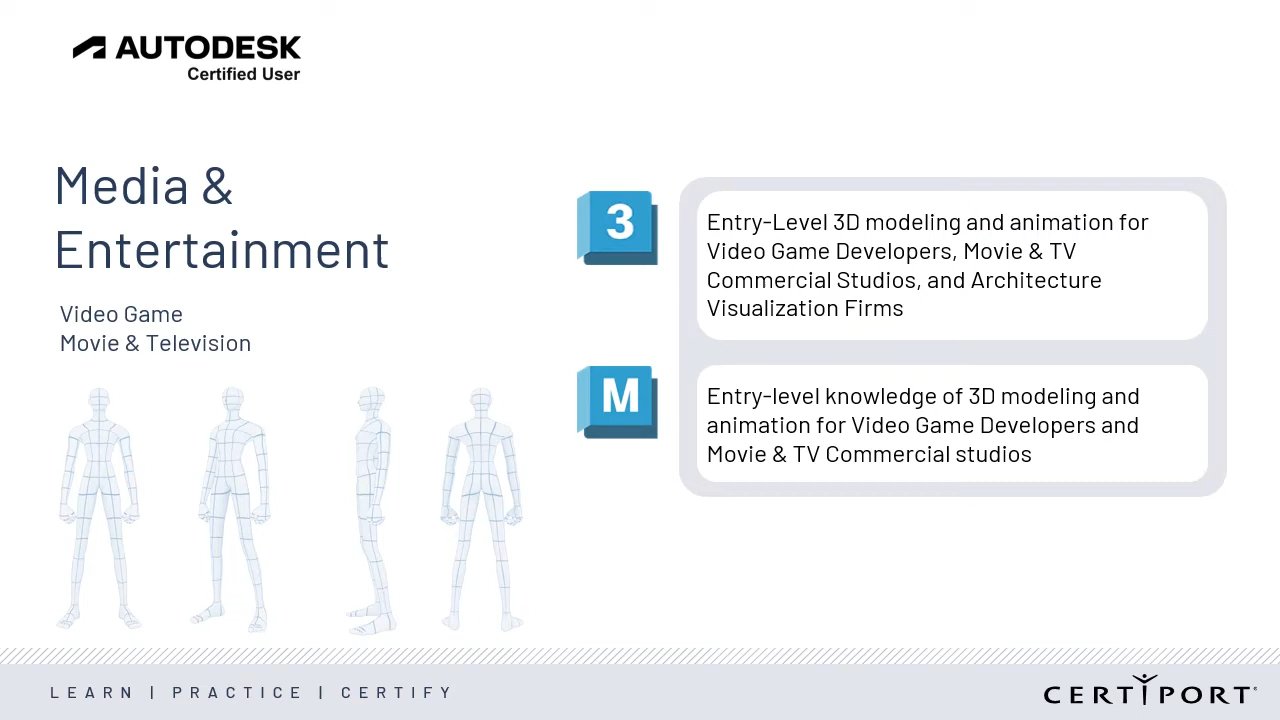 AUTODESK
Certified User
Media &
Entertainment
Video Game
Movie & Television
3
Entry-Level 3D modeling and animation for
Video Game Developers, Movie & TV
Commercial Studios, and Architecture
Visualization Firms
M
Entry-level knowledge of 3D modeling and
animation for Video Game Developers and
Movie & TV Commercial studios
LEARN | PRACTICE | CERTIFY
CERTIPORT®